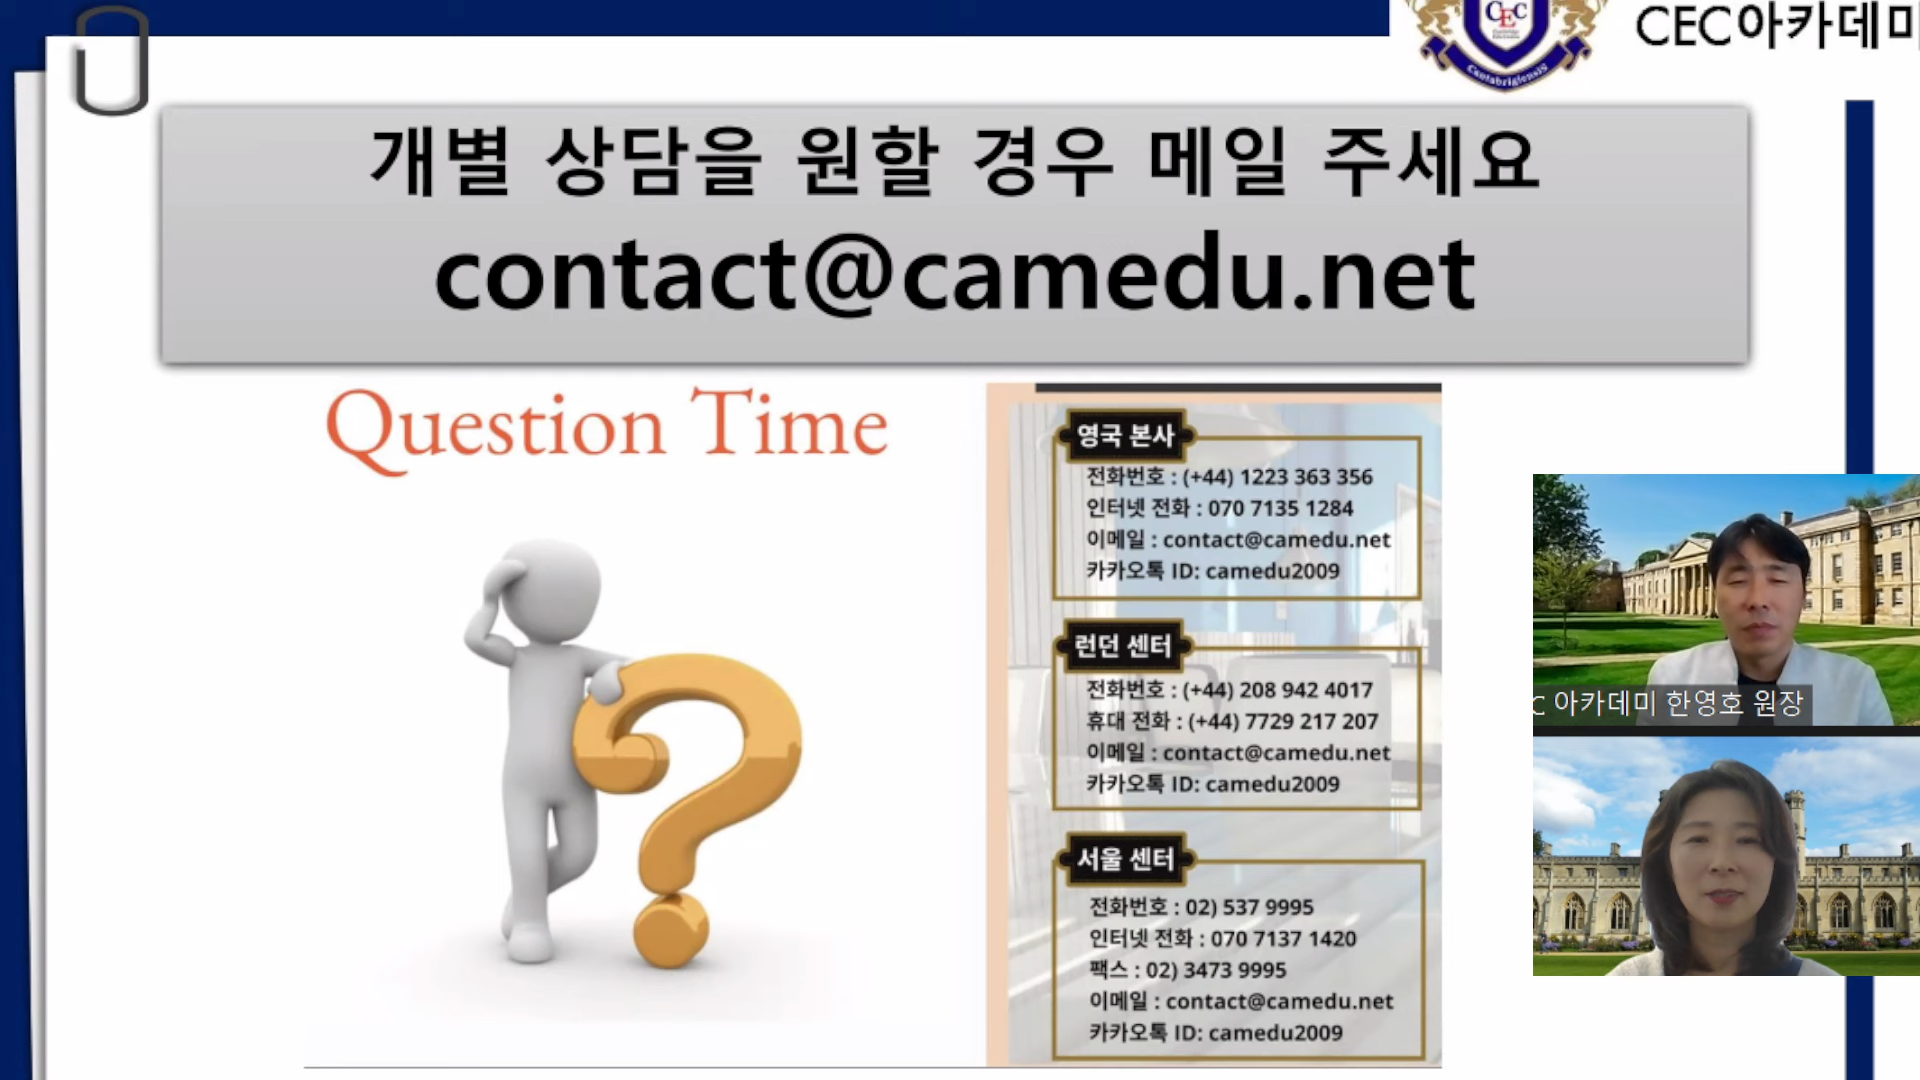 CEC
Cantabrigiensis
CEC아카데미
개별 상담을 원할 경우 메일 주세요
contact@camedu.net
Question Time
영국 본사
전화번호 : (+44) 1223 363 356
인터넷 전화 : 070 7135 1284
이메일 : contact@camedu.net
카카오톡 ID: camedu2009
런던 센터
전화번호 : (+44) 208 942 4017
휴대 전화 : (+44) 7729 217 207
이메일 : contact@camedu.net
카카오톡 ID: camedu2009
서울 센터
전화번호 : 02) 537 9995
인터넷 전화 : 070 7137 1420
팩스 : 02) 3473 9995
이메일 : contact@camedu.net
카카오톡 ID: camedu2009
C 아카데미 한영호 원장